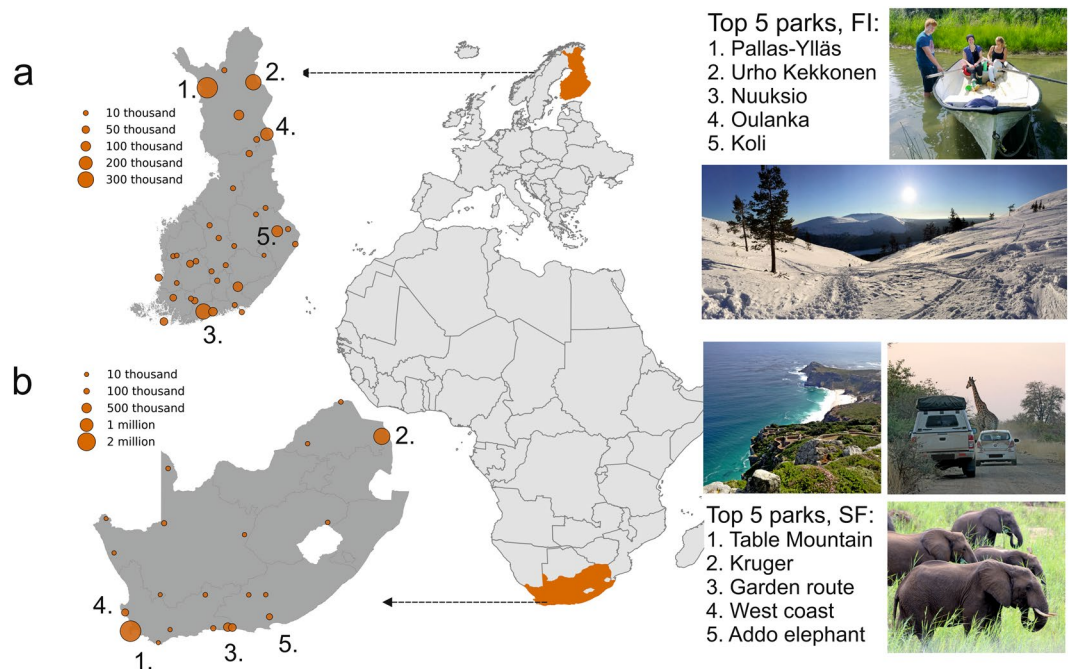 a
1.
2.
4.
5.
3.
10 thousand
50 thousand
100 thousand
200 thousand
300 thousand
Top 5 parks, FI:
1. Pallas-Ylläs
2. Urho Kekkonen
3. Nuuksio
4. Oulanka
5. Koli
b
10 thousand
100 thousand
500 thousand
1 million
2 million
2.
4.
1.
3.
5.
Top 5 parks, SF:
1. Table Mountain
2. Kruger
3. Garden route
4. West coast
5. Addo elephant